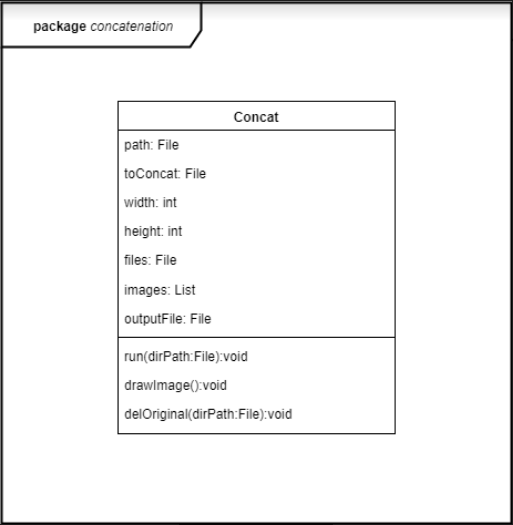 package concatenation
Concat
path: File
toConcat: File
width: int
height: int
files: File
images: List
outputFile: File
run(dirPath:File):void
drawImage():void
delOriginal(dirPath:File):void